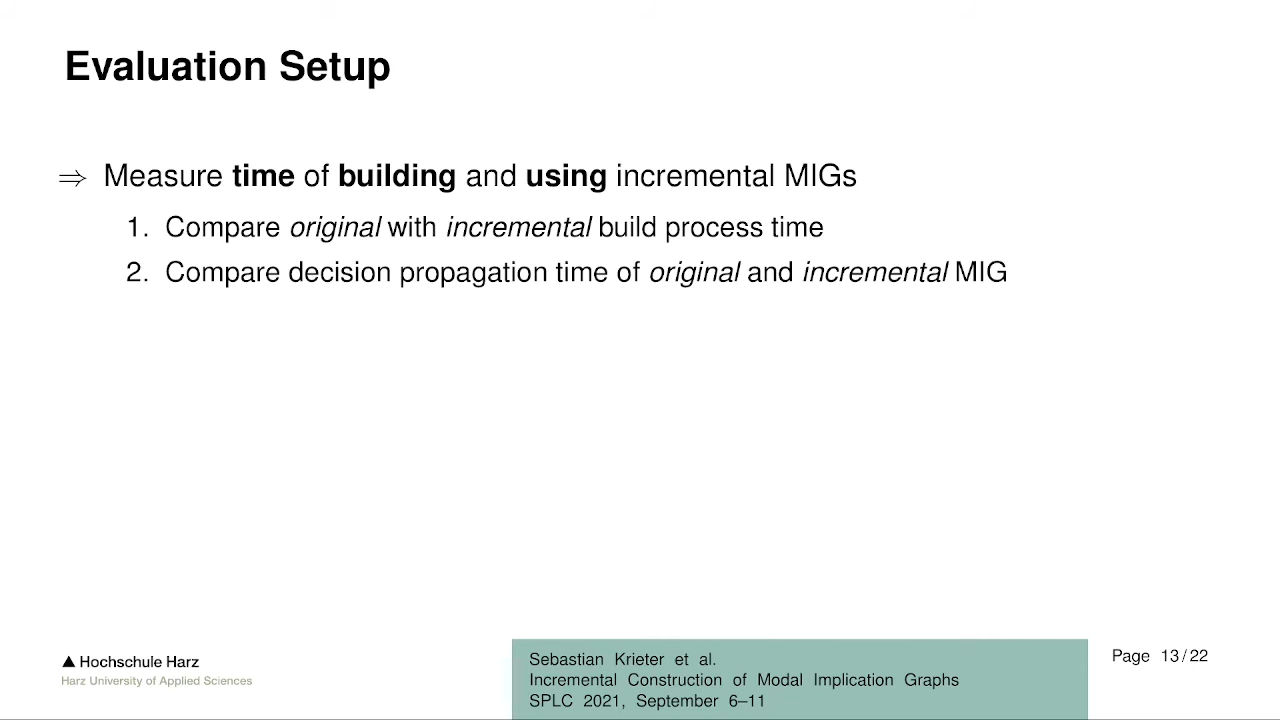 Evaluation Setup
⇒ Measure time of building and using incremental MIGs
1. Compare original with incremental build process time
2. Compare decision propagation time of original and incremental MIG
▲ Hochschule Harz
Harz University of Applied Sciences
Sebastian Krieter et al.
Incremental Construction of Modal Implication Graphs
SPLC 2021, September 6–11
Page 13/22